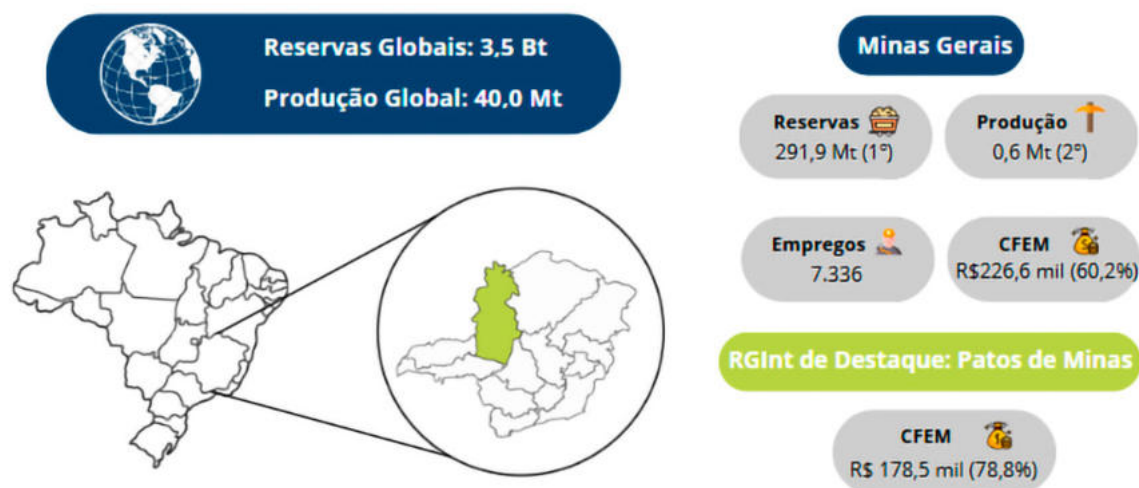 Reservas Globais: 3,5 Bt
Produção Global: 40,0 Mt
Minas Gerais
Reservas
291,9 Mt (1°)
Produção
0,6 Mt (2°)
Empregos
7.336
CFEM
R$226,6 mil (60,2%)
RGInt de Destaque: Patos de Minas
CFEM
R$ 178,5 mil (78,8%)